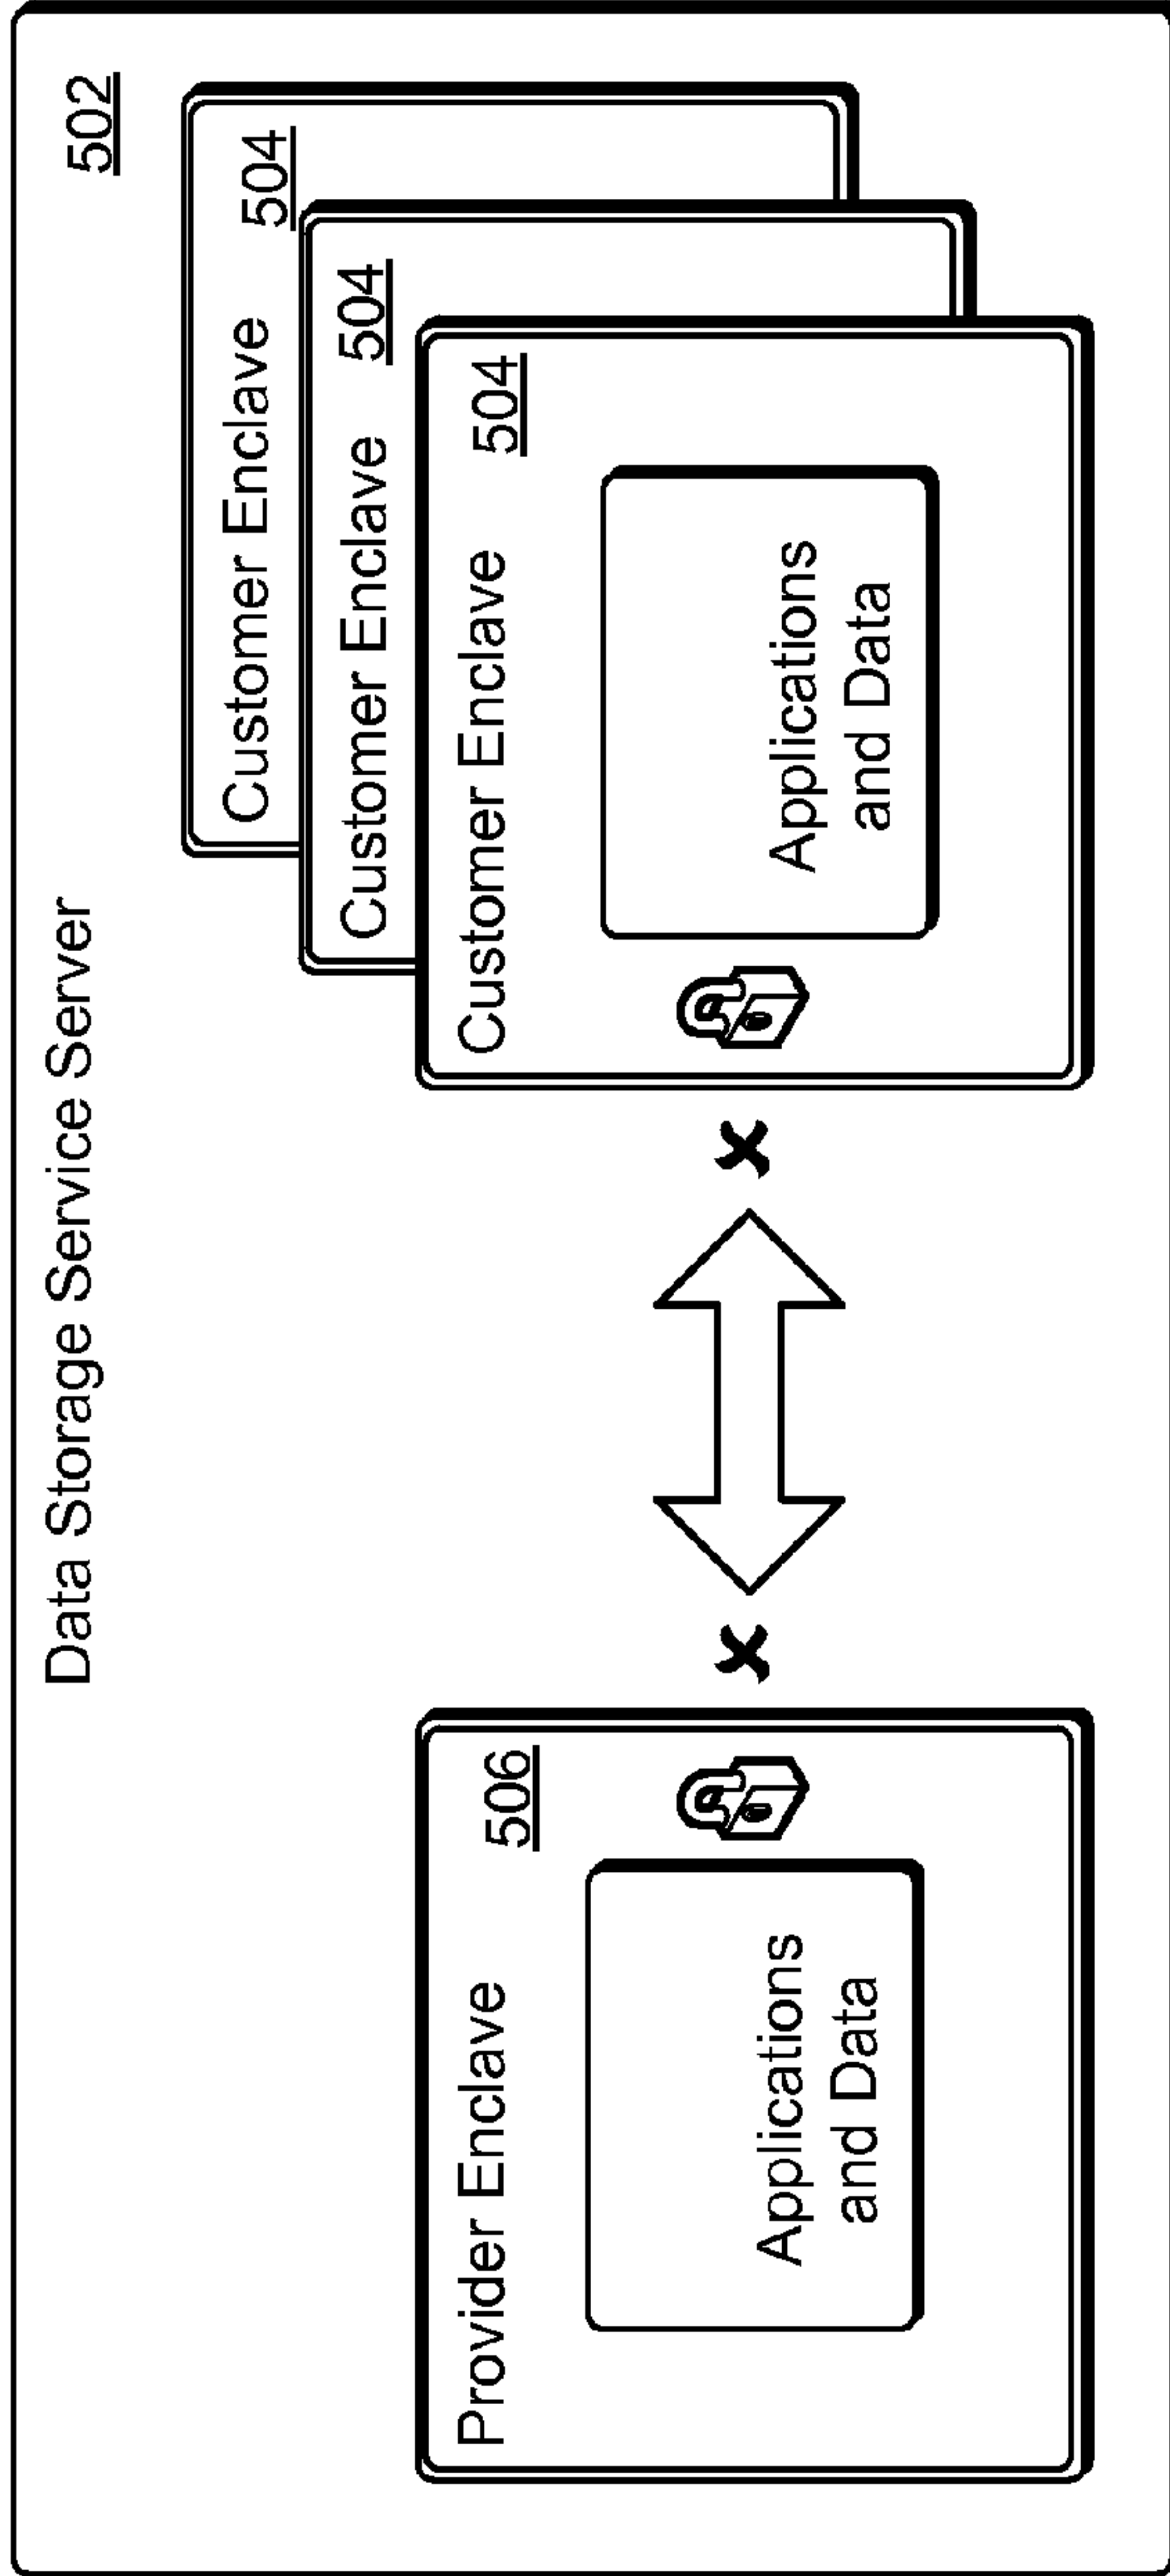 Data Storage Service Server
502
Customer Enclave
504
Customer Enclave
504
Customer Enclave
504
Applications
and Data
Provider Enclave
506
Applications
and Data